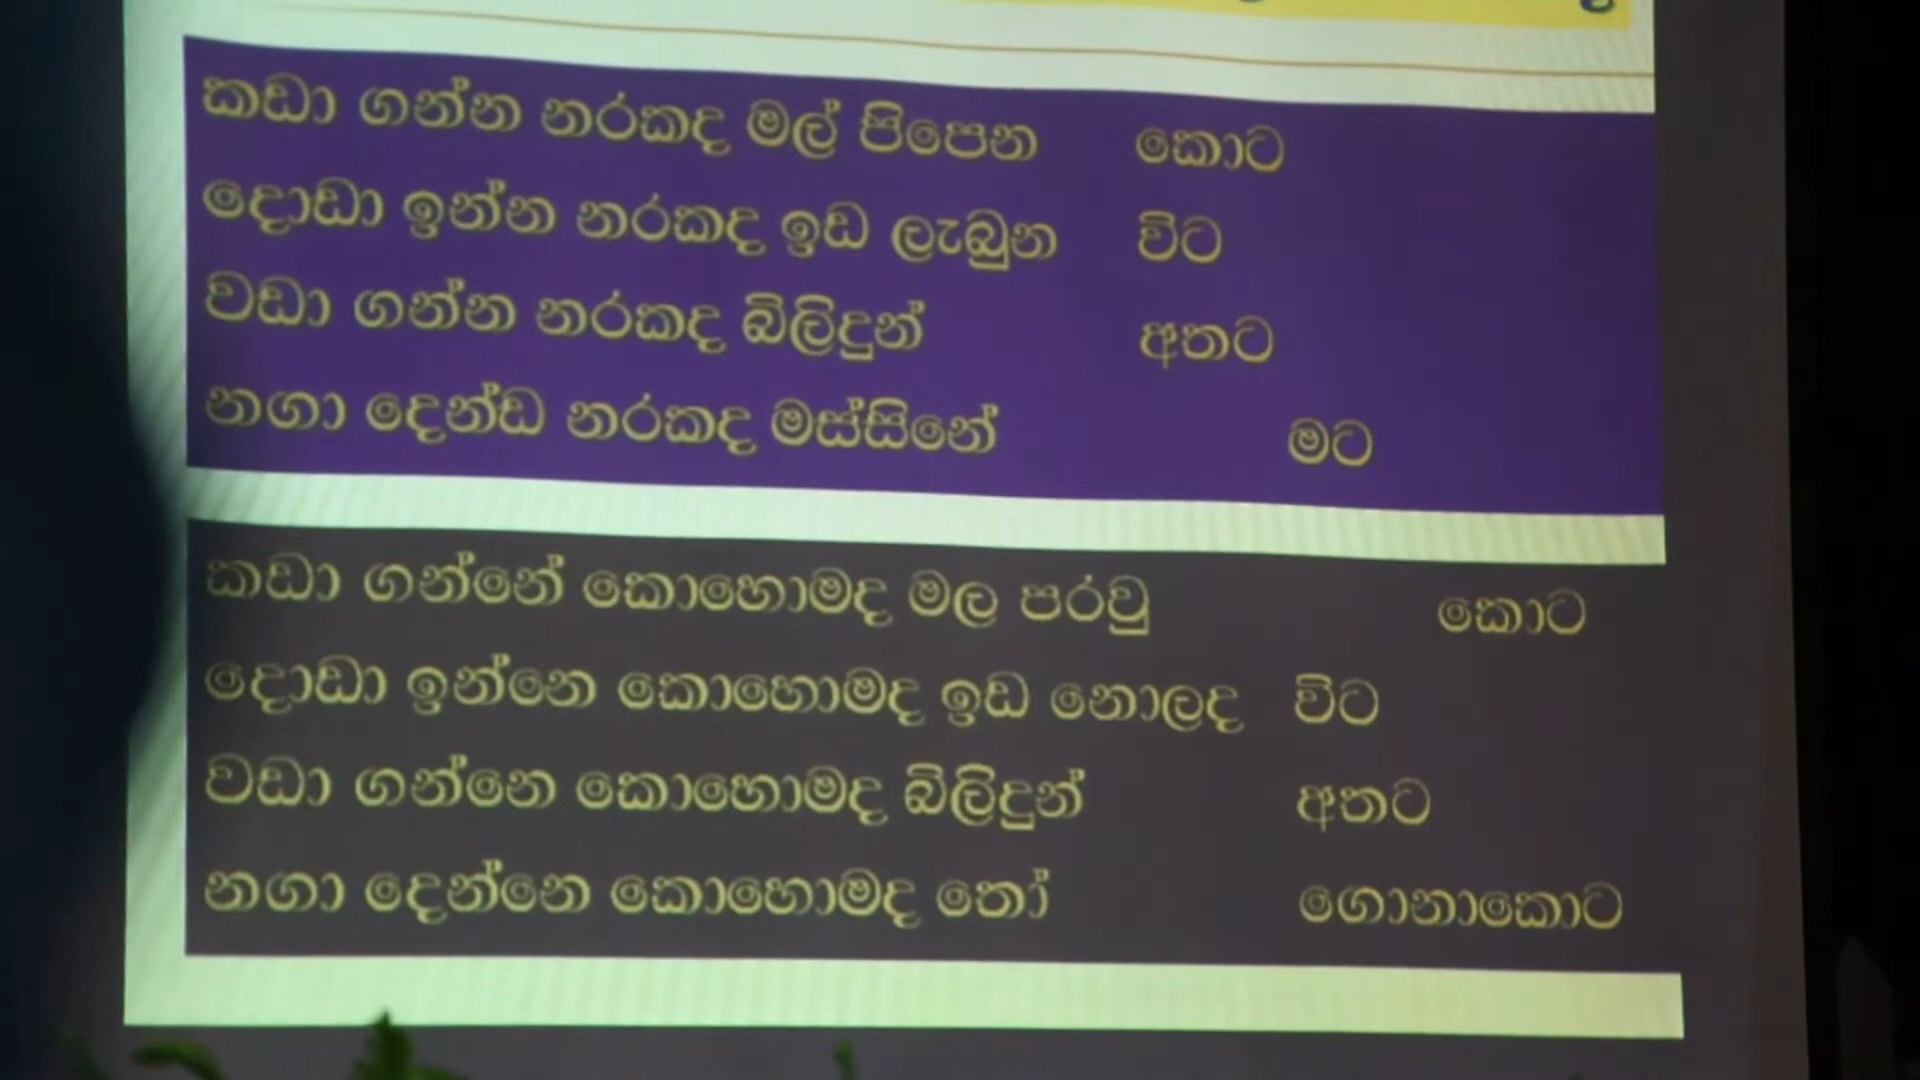 කඩා ගන්න නරකද මල් පිපෙන කොට
දොඩා ඉන්න නරකද ඉඩ ලැබුන විට
වඩා ගන්න නරකද බිලිඳුන් අතට
නගා දෙන්ඩ නරකද මස්සිනේ මට
කඩා ගන්නේ කොහොමද මල පරවු කොට
දොඩා ඉන්නෙ කොහොමද ඉඩ නොලද විට
වඩා ගන්නෙ කොහොමද බිලිඳුන් අතට
නගා දෙන්නෙ කොහොමද තෝ ගොනාකොට